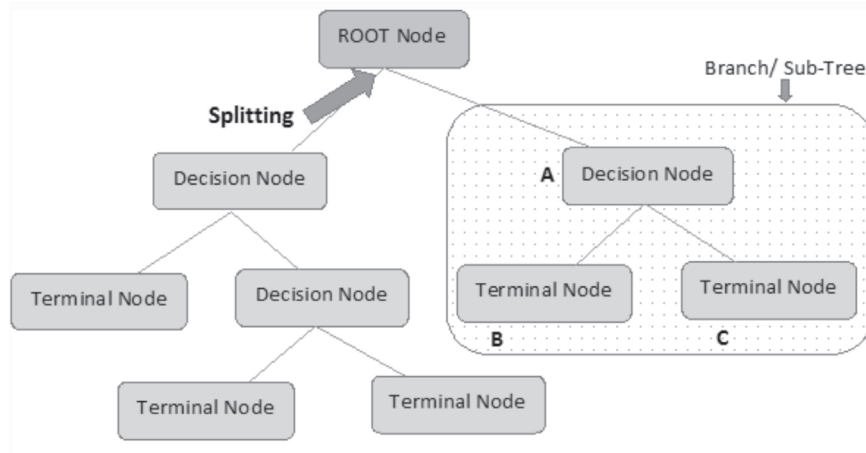 ROOT Node
Branch/ Sub-Tree
Splitting
Decision Node
A
Decision Node
Terminal Node
Decision Node
Terminal Node
Terminal Node
B
C
Terminal Node
Terminal Node